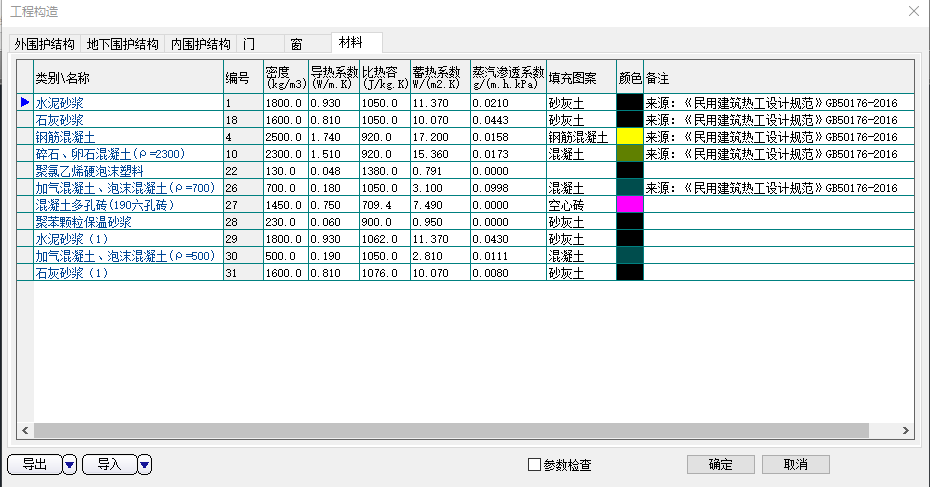 工程构造
外围护结构 地下围护结构 内围护结构 门 窗 材料
类别\名称 编号 密度(kg/m3) 导热系数(W/m.K) 比热容(J/kg.K) 蓄热系数W/(m2.K) 蒸汽渗透系数g/(m.h.kPa) 填充图案 颜色 备注
水泥砂浆 1 1800.0 0.930 1050.0 11.370 0.0210 砂灰土 来源:《民用建筑热工设计规范》GB50176-2016
石灰砂浆 18 1600.0 0.810 1050.0 10.070 0.0443 砂灰土 来源:《民用建筑热工设计规范》GB50176-2016
钢筋混凝土 4 2500.0 1.740 920.0 17.200 0.0158 钢筋混凝土 来源:《民用建筑热工设计规范》GB50176-2016
碎石、卵石混凝土(ρ=2300) 10 2300.0 1.510 920.0 15.360 0.0173 混凝土 来源:《民用建筑热工设计规范》GB50176-2016
聚氯乙烯硬泡沫塑料 22 130.0 0.048 1380.0 0.791 0.0000
加气混凝土、泡沫混凝土(ρ=700) 26 700.0 0.180 1050.0 3.100 0.0998 混凝土 来源:《民用建筑热工设计规范》GB50176-2016
混凝土多孔砖(190六孔砖) 27 1450.0 0.750 709.4 7.490 0.0000 空心砖
聚苯颗粒保温砂浆 28 230.0 0.060 900.0 0.950 0.0000 砂灰土
水泥砂浆（1） 29 1800.0 0.930 1062.0 11.370 0.0430 砂灰土
加气混凝土、泡沫混凝土(ρ=500) 30 500.0 0.190 1050.0 2.810 0.0111 混凝土
石灰砂浆（1） 31 1600.0 0.810 1076.0 10.070 0.0080 砂灰土
导出 导入 参数检查 确定 取消